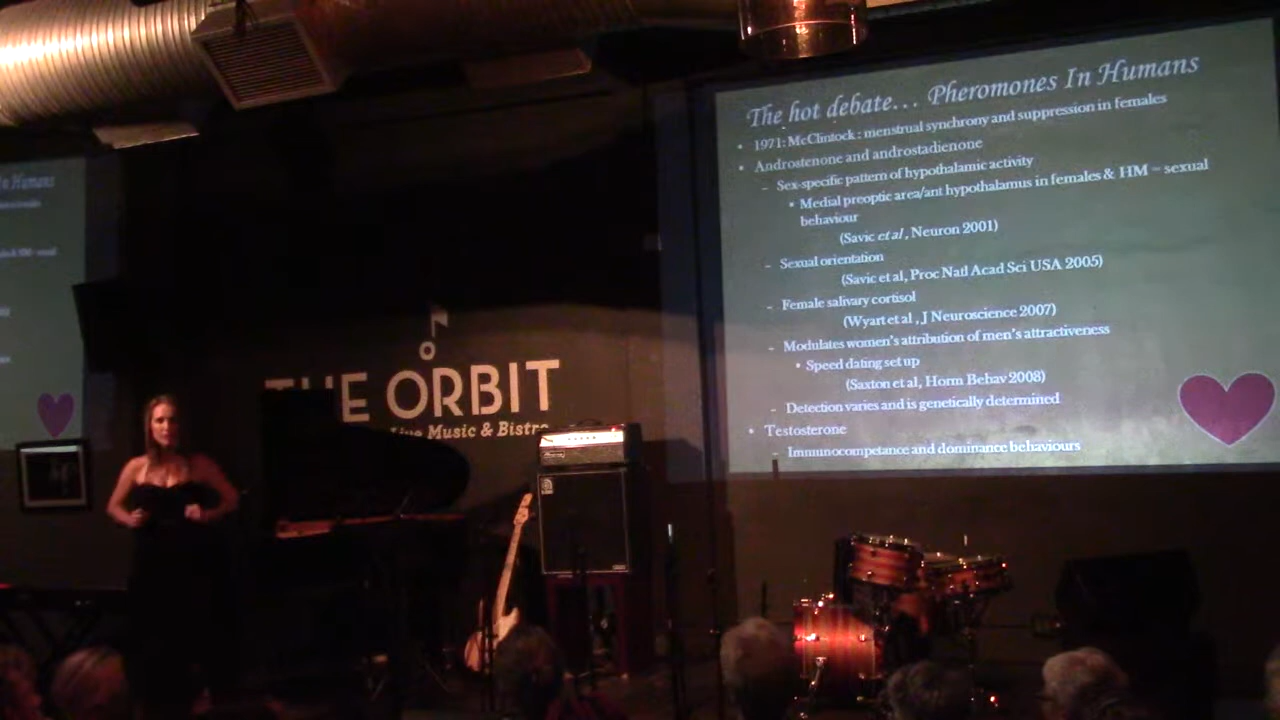 The hot debate... Pheromones In Humans
• 1971: McClintock : menstrual synchrony and suppression in females
• Androstenone and androstadienone
– Sex-specific pattern of hypothalamic activity
• Medial preoptic area/ant hypothalamus in females & HM = sexual
behaviour
(Savic et al , Neuron 2001)
– Sexual orientation
(Savic et al, Proc Natl Acad Sci USA 2005)
– Female salivary cortisol
(Wyart et al , J Neuroscience 2007)
– Modulates women's attribution of men's attractiveness
• Speed dating set up
(Saxton et al, Horm Behav 2008)
– Detection varies and is genetically determined
• Testosterone
– Immunocompetance and dominance behaviours
In Humans
THE ORBIT
Live Music & Bistro